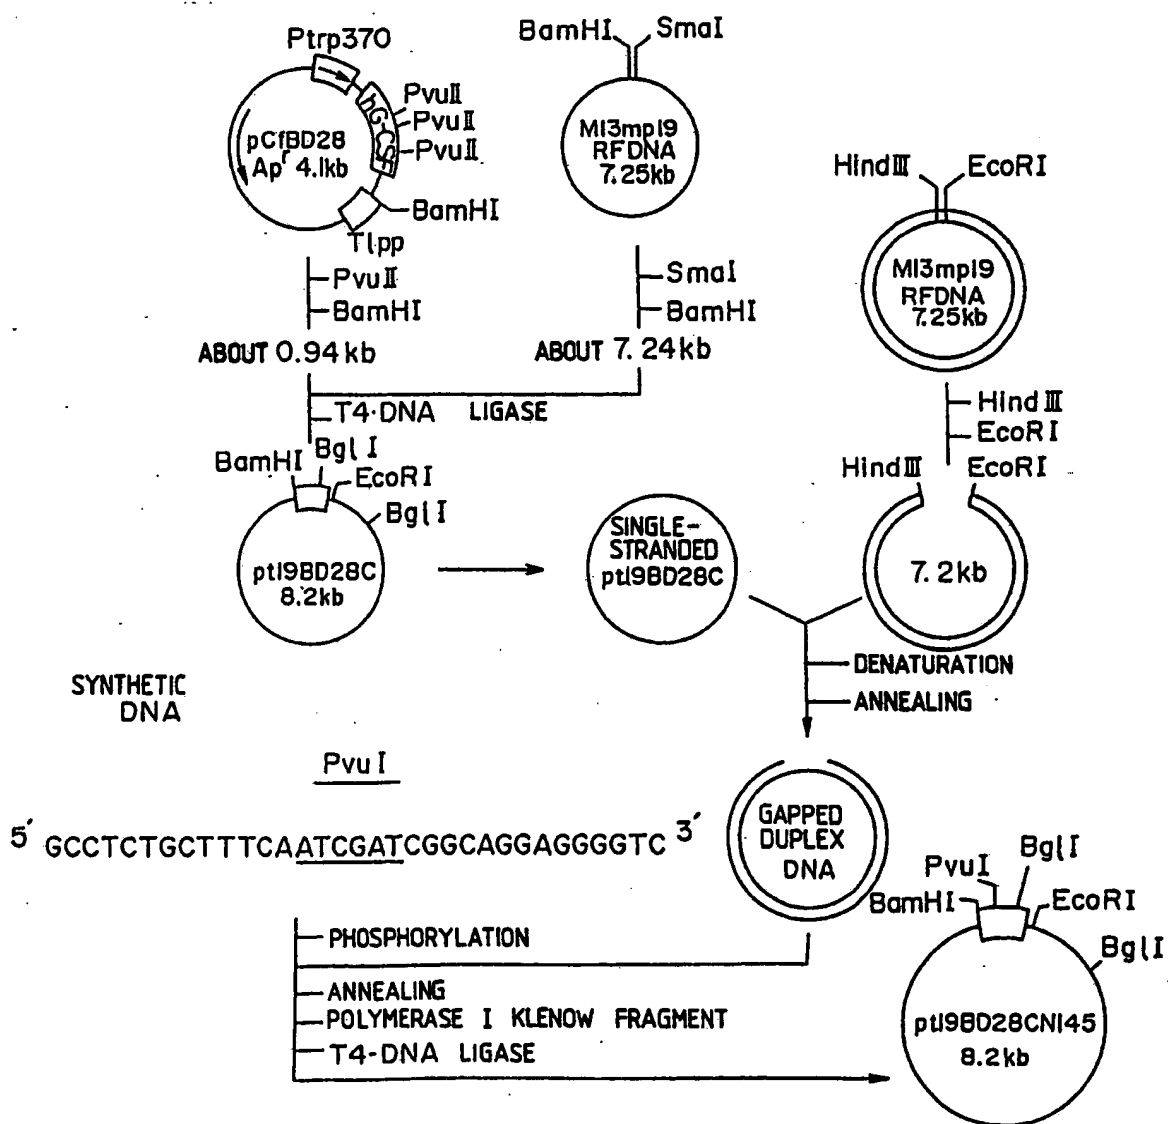 Ptrp370
hG-CSF
PvuII
PvuII
PvuII
pCfBD28
Apʳ 4.1kb
BamHI
Tlpp
PvuII
BamHI
ABOUT 0.94kb
BamHI
SmaI
M13mp19
RFDNA
7.25kb
SmaI
BamHI
ABOUT 7.24kb
T4·DNA LIGASE
HindIII
EcoRI
M13mp19
RFDNA
7.25kb
HindIII
EcoRI
HindIII
EcoRI
7.2kb
BamHI
BglI
EcoRI
BglI
pt19BD28C
8.2kb
SINGLE-
STRANDED
pt19BD28C
DENATURATION
ANNEALING
SYNTHETIC
DNA
PvuI
5′ GCCTCTGCTTTCAATCGATCGGCAGGAGGGGTC 3′
GAPPED
DUPLEX
DNA
PHOSPHORYLATION
ANNEALING
POLYMERASE I KLENOW FRAGMENT
T4-DNA LIGASE
BamHI
PvuI
BglI
EcoRI
BglI
pt19BD28CN145
8.2kb